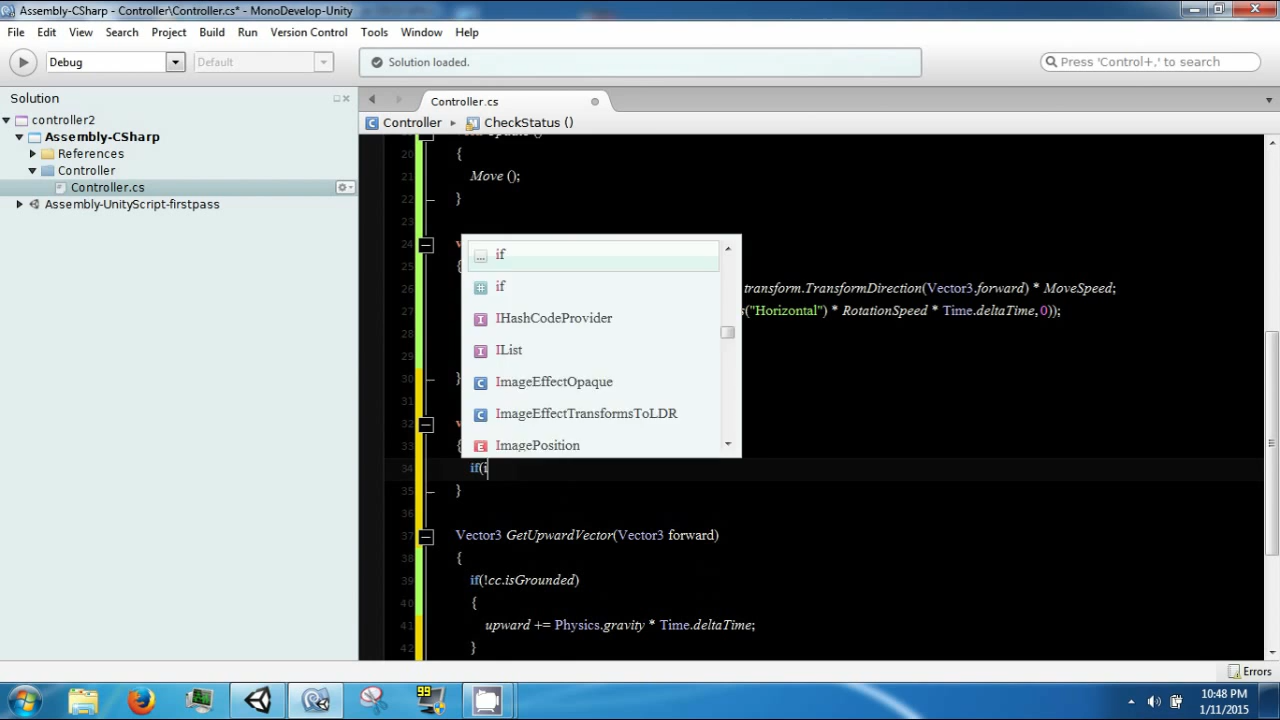 Assembly-CSharp - Controller\Controller.cs* - MonoDevelop-Unity
File Edit View Search Project Build Run Version Control Tools Window Help
Debug Default Solution loaded. Press 'Control+,' to search
Solution
controller2
Assembly-CSharp
References
Controller
Controller.cs
Assembly-UnityScript-firstpass
Controller.cs
Controller CheckStatus ()
20 {
21 Move ();
22 }
23
24
25 {
26 transform.TransformDirection(Vector3.forward) * MoveSpeed;
27 ("Horizontal") * RotationSpeed * Time.deltaTime, 0));
28
29
30 }
if
if
IHashCodeProvider
IList
ImageEffectOpaque
ImageEffectTransformsToLDR
ImagePosition
32
33 {
34 if(i
35 }
37 Vector3 GetUpwardVector(Vector3 forward)
38 {
39 if(!cc.isGrounded)
40 {
41 upward += Physics.gravity * Time.deltaTime;
42 }
Errors
99
10:48 PM
1/11/2015